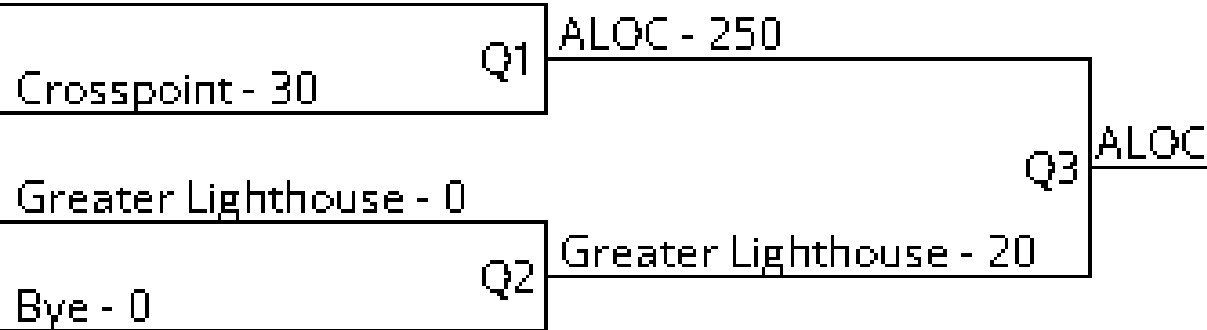 ALOC - 250
Q1
Crosspoint - 30
ALOC
Q3
Greater Lighthouse - 0
Greater Lighthouse - 20
Q2
Bye - 0